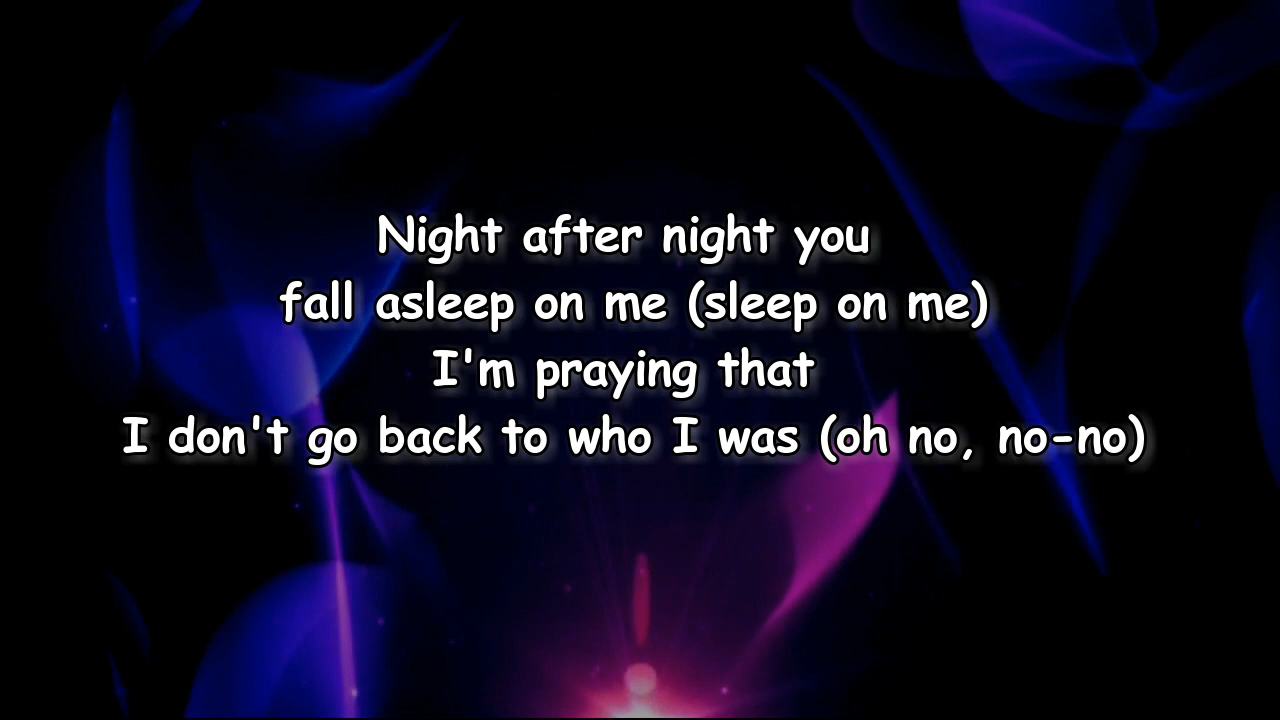 Night after night you
fall asleep on me (sleep on me)
I'm praying that
I don't go back to who I was (oh no, no-no)